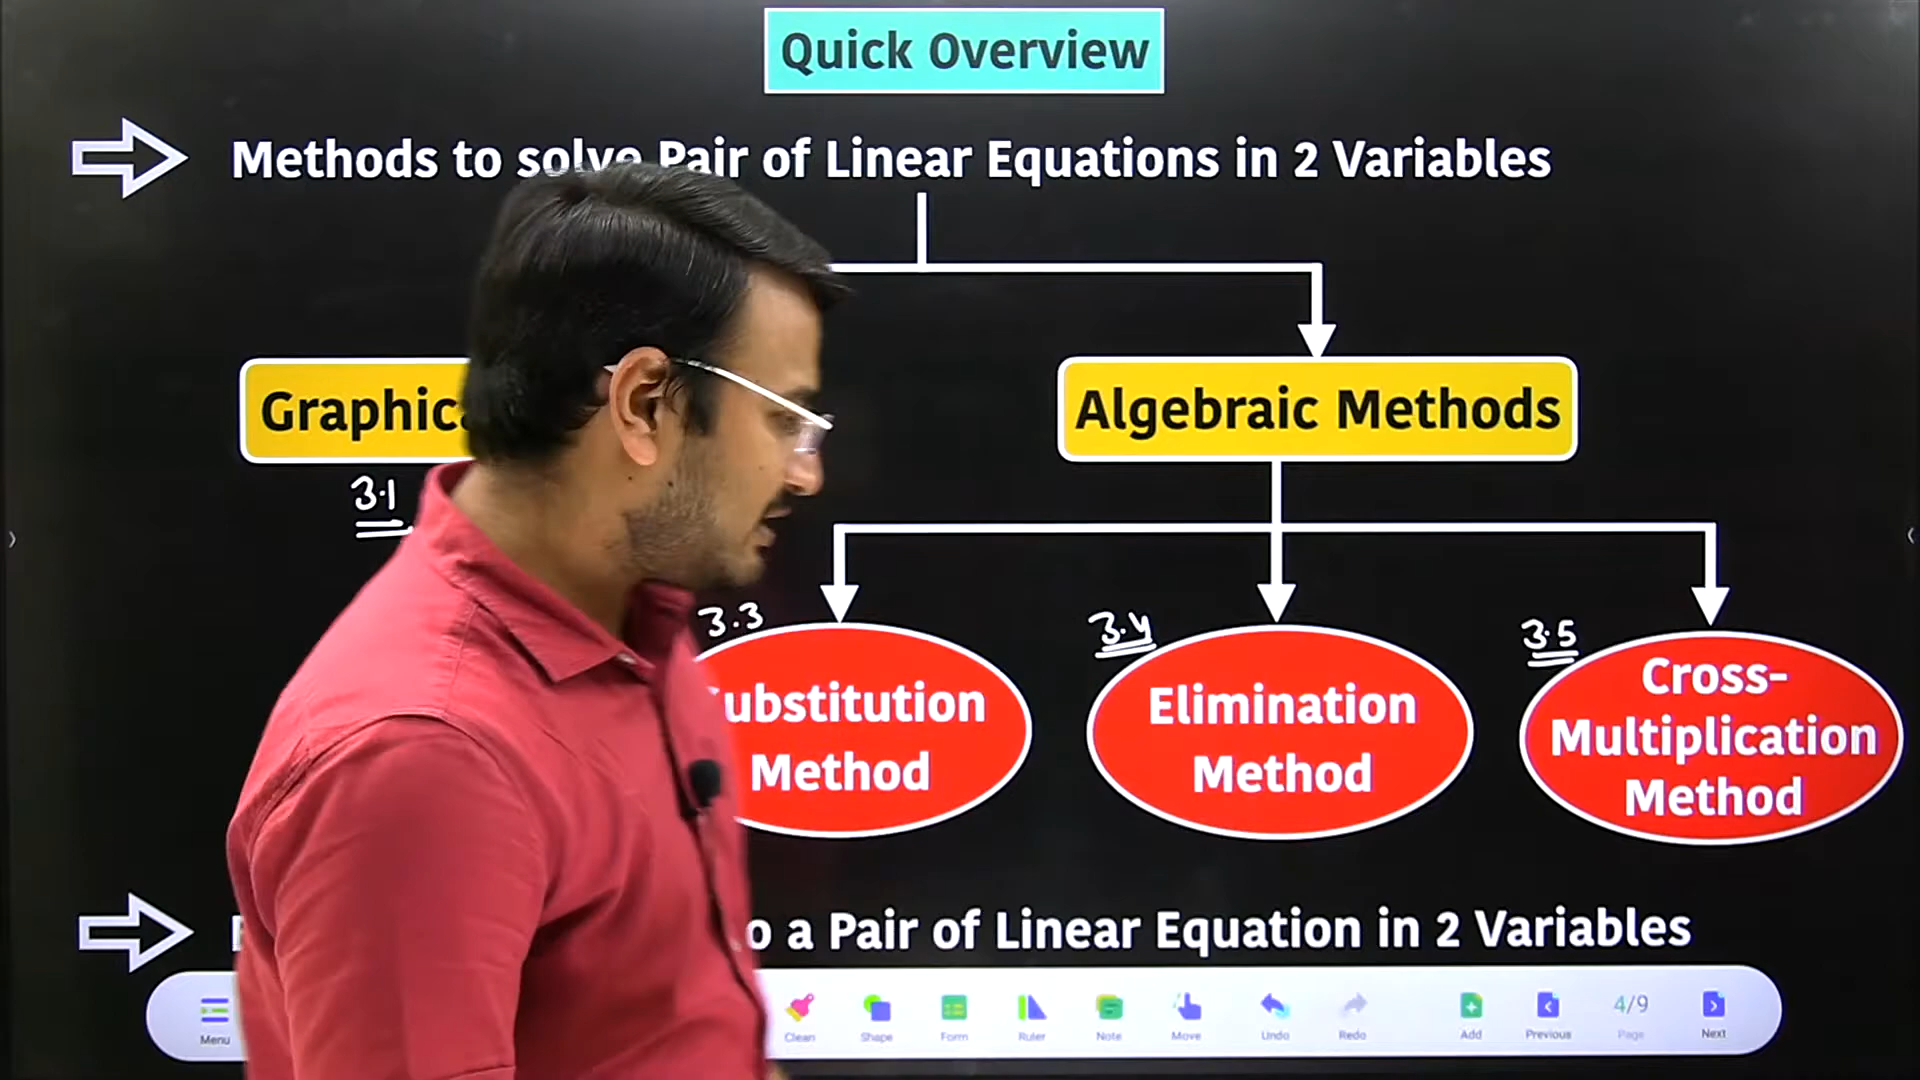 Quick Overview
Methods to solve Pair of Linear Equations in 2 Variables
Algebraic Methods
3.1
3.3
3.4
3.5
Method
Elimination
Method
Cross-
Multiplication
Method
a Pair of Linear Equation in 2 Variables
Menu
Clean
Shape
Form
Ruler
Note
Move
Undo
Redo
Add
Previous
4/9
Page
Next